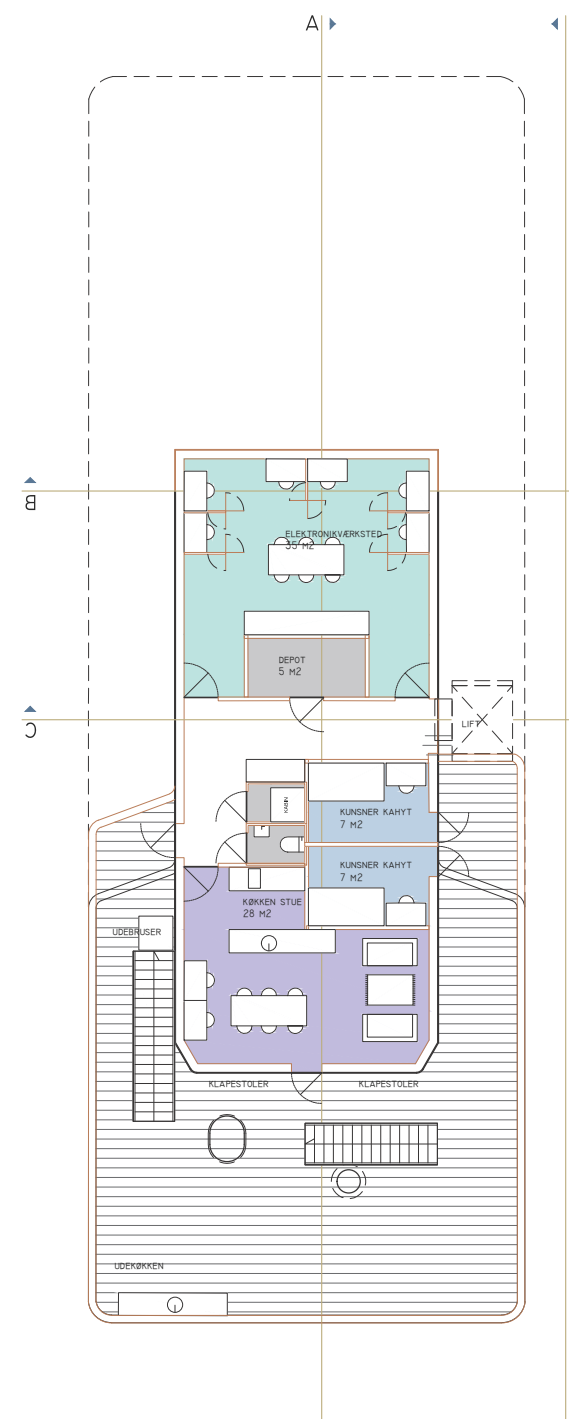 A
B
ELEKTRONIKVÆRKSTED
35 M2
DEPOT
5 M2
C
LIFT
KABIN
KUNSNER KAHYT
7 M2
KUNSNER KAHYT
7 M2
KØKKEN STUE
28 M2
UDEBRUSER
KLAPESTOLER
KLAPESTOLER
UDEKØKKEN